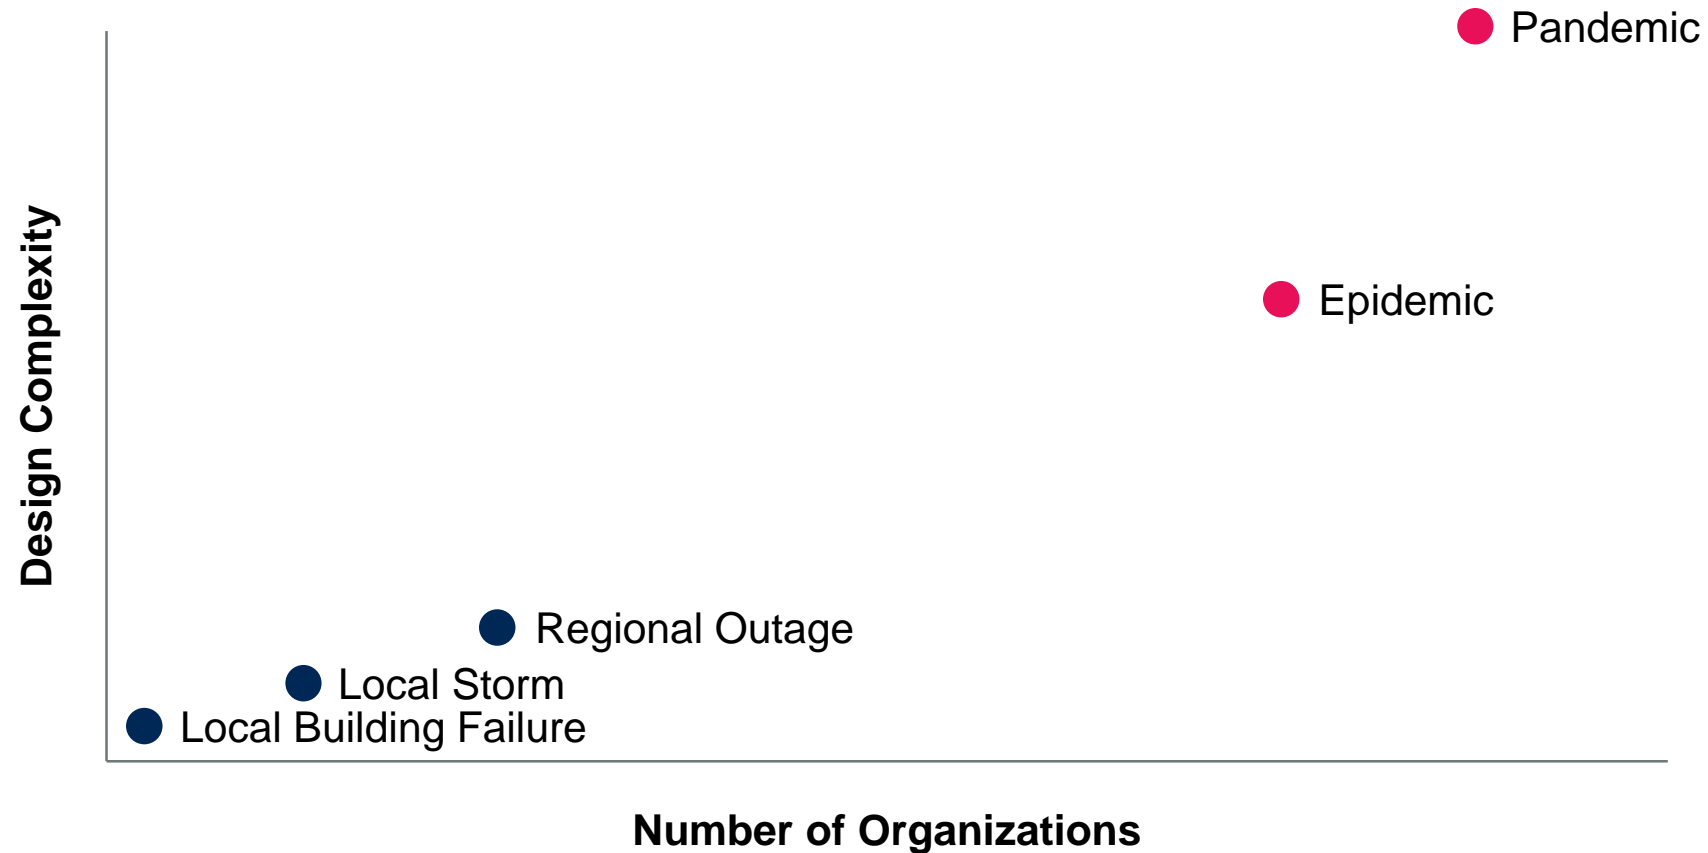 Pandemic
Epidemic
Design Complexity
Regional Outage
Local Storm
Local Building Failure
Number of Organizations